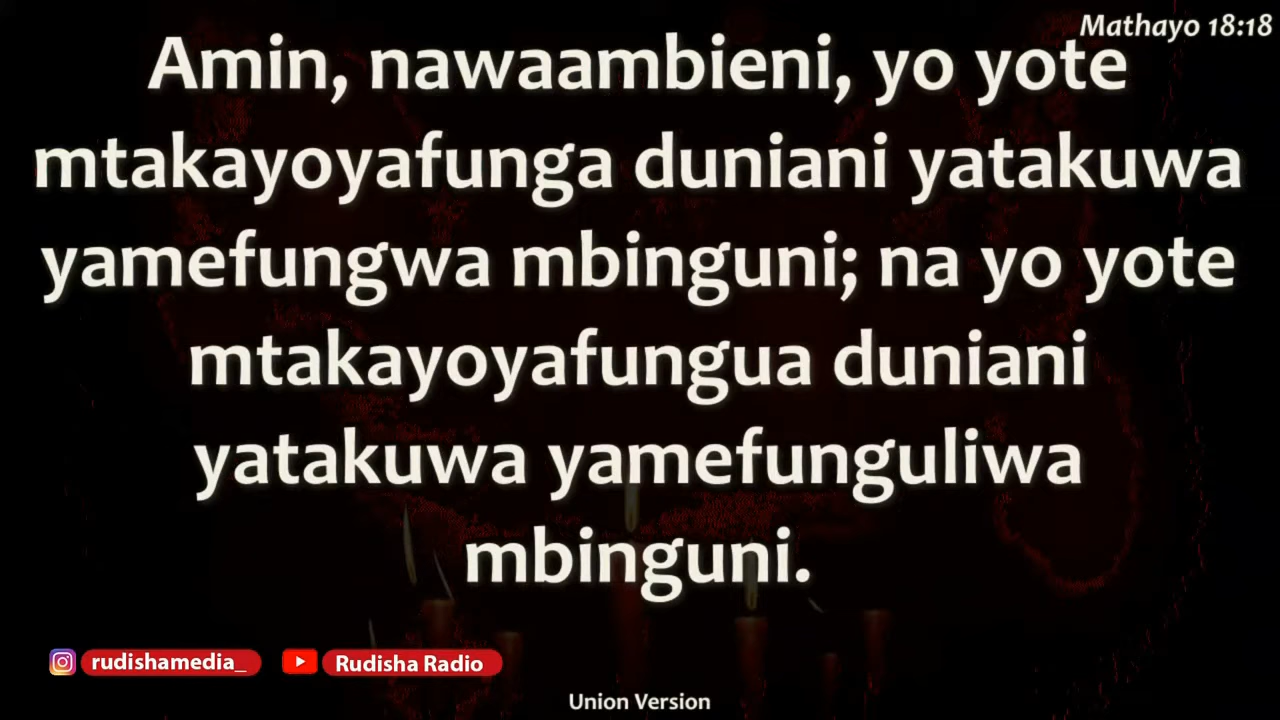 Mathayo 18:18
Amin, nawaambieni, yo yote
mtakayoyafunga duniani yatakuwa
yamefungwa mbinguni; na yo yote
mtakayoyafungua duniani
yatakuwa yamefunguliwa
mbinguni.
rudishamedia_ Rudisha Radio
Union Version